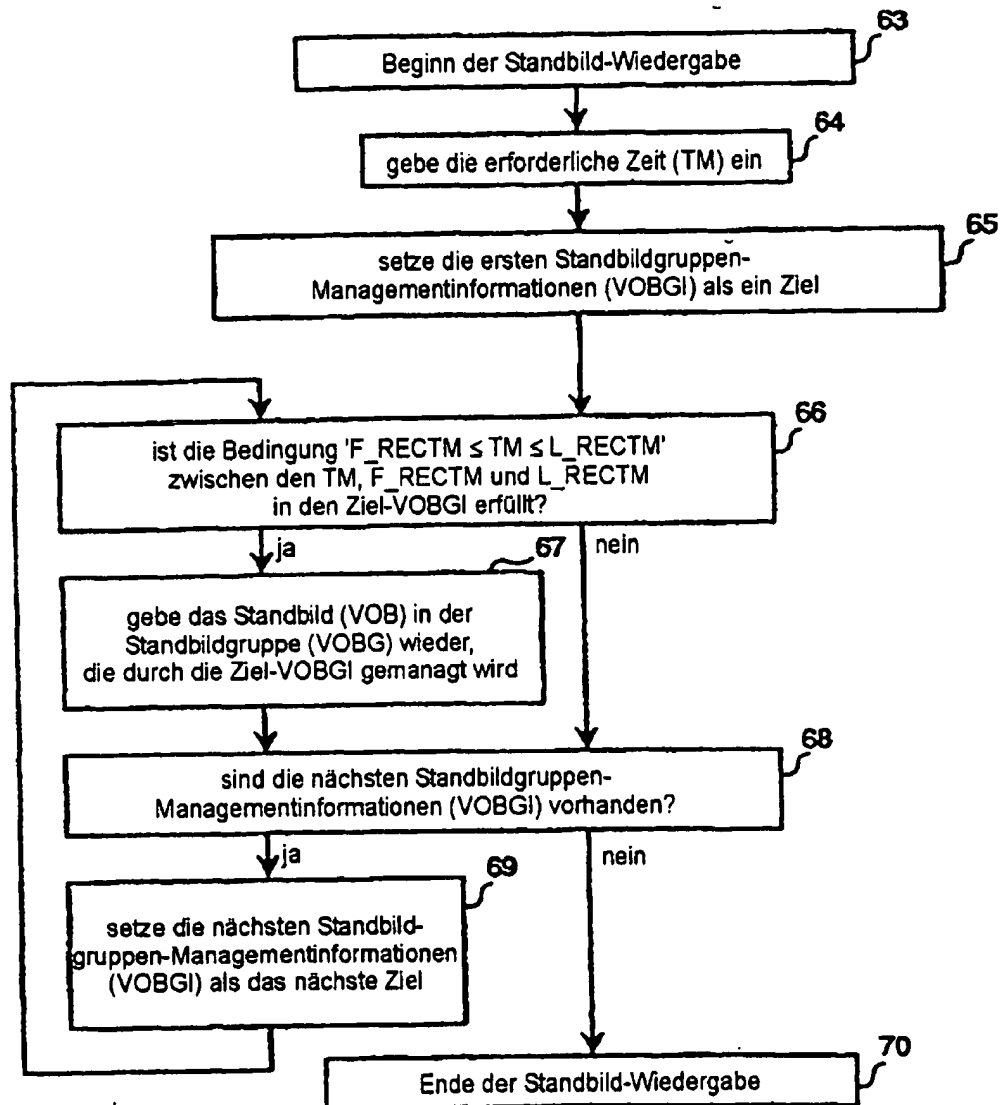 63
Beginn der Standbild-Wiedergabe
64
gebe die erforderliche Zeit (TM) ein
65
setze die ersten Standbildgruppen-
Managementinformationen (VOBGI) als ein Ziel
66
ist die Bedingung 'F_RECTM ≤ TM ≤ L_RECTM'
zwischen den TM, F_RECTM und L_RECTM
in den Ziel-VOBGI erfüllt?
ja
nein
67
gebe das Standbild (VOB) in der
Standbildgruppe (VOBG) wieder,
die durch die Ziel-VOBGI gemanagt wird
68
sind die nächsten Standbildgruppen-
Managementinformationen (VOBGI) vorhanden?
ja
nein
69
setze die nächsten Standbild-
gruppen-Managementinformationen
(VOBGI) als das nächste Ziel
70
Ende der Standbild-Wiedergabe